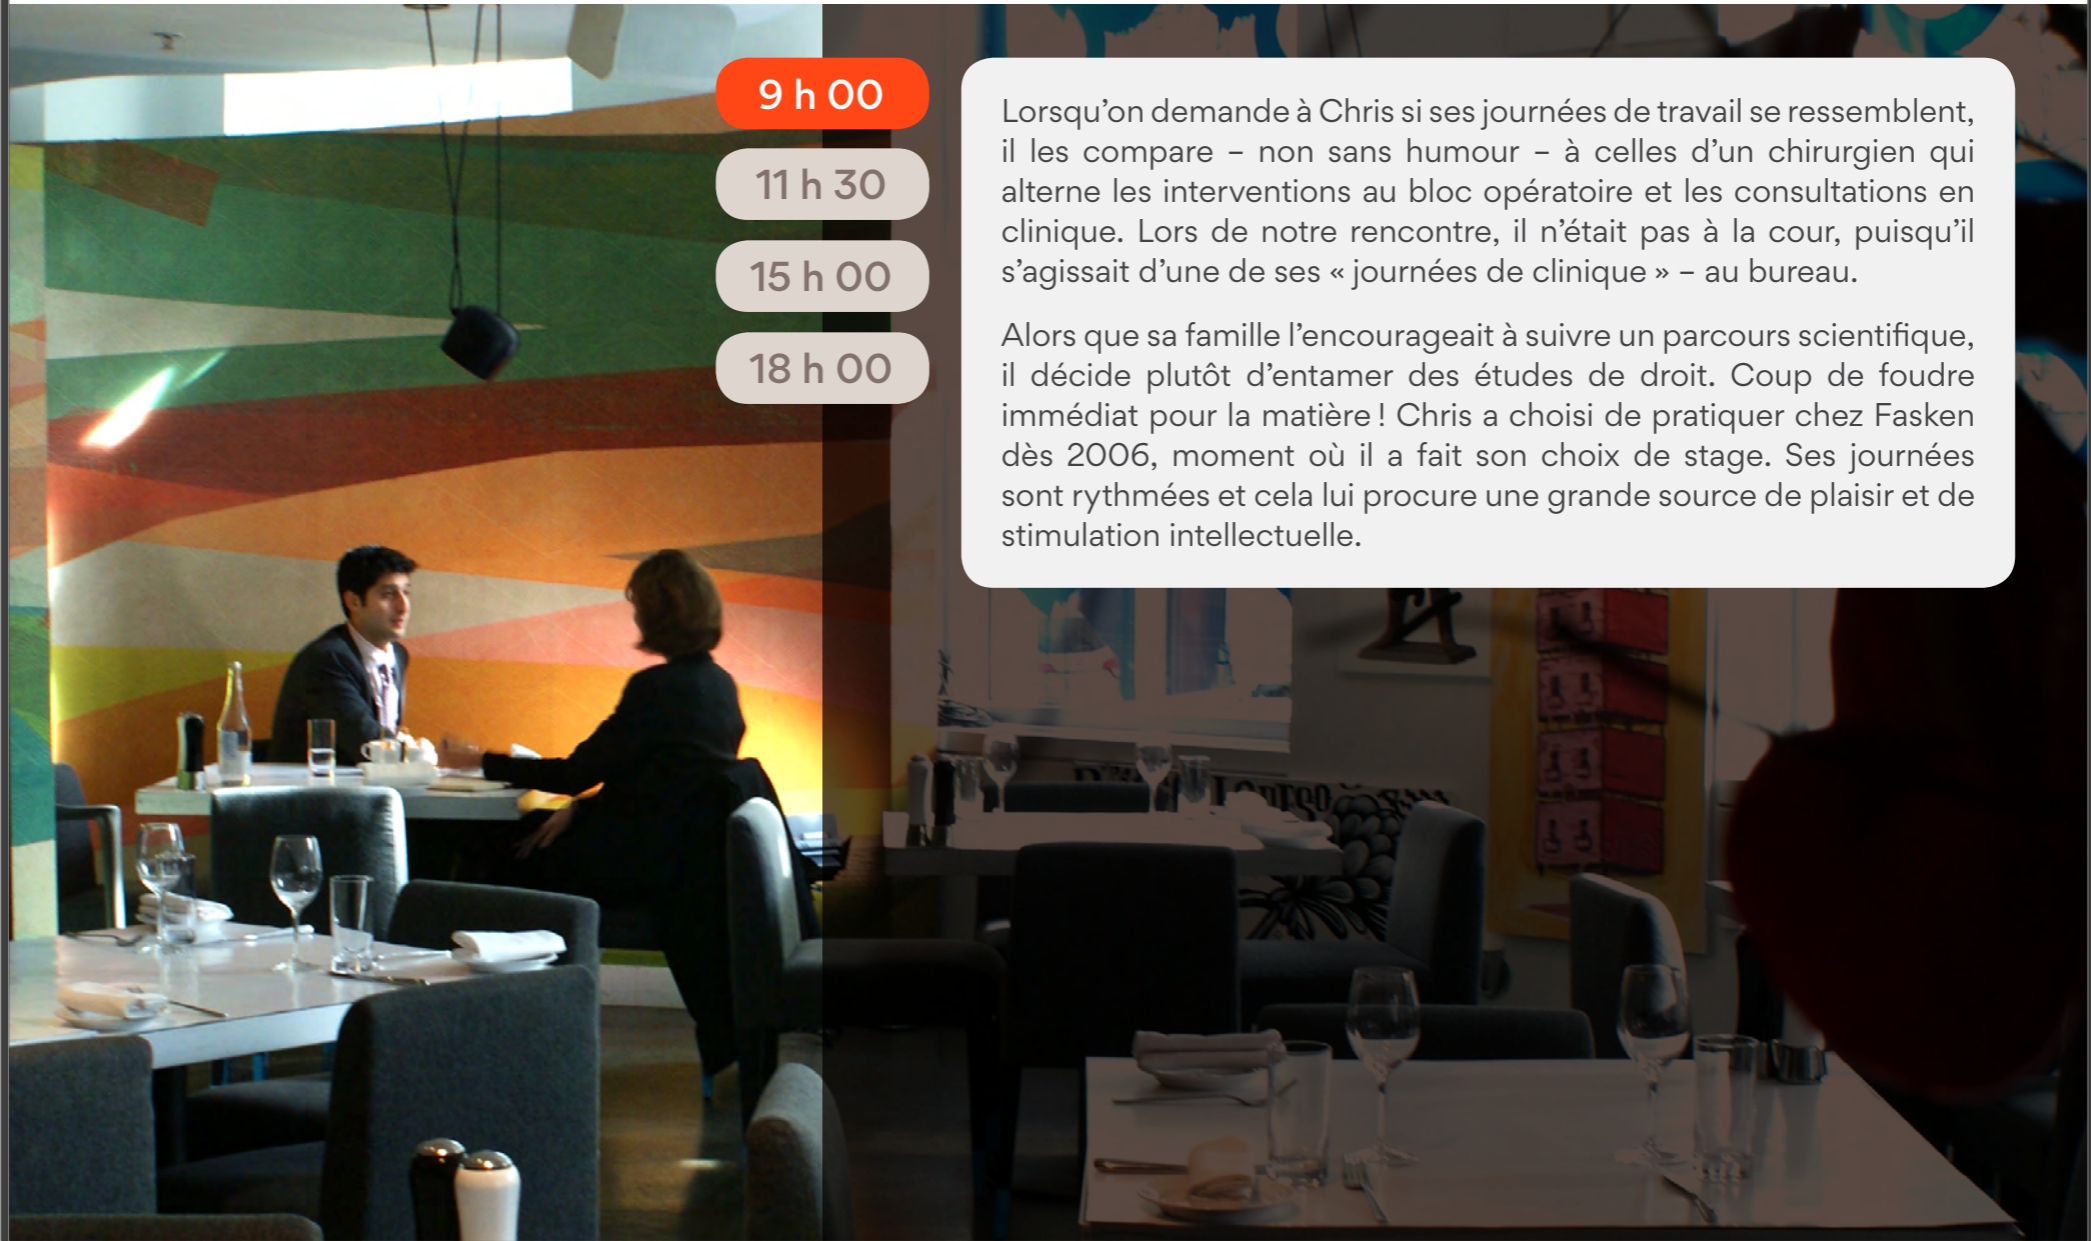 9 h 00
11 h 30
15 h 00
18 h 00
Lorsqu’on demande à Chris si ses journées de travail se ressemblent,
il les compare – non sans humour – à celles d’un chirurgien qui
alterne les interventions au bloc opératoire et les consultations en
clinique. Lors de notre rencontre, il n’était pas à la cour, puisqu’il
s’agissait d’une de ses « journées de clinique » – au bureau.
Alors que sa famille l’encourageait à suivre un parcours scientifique,
il décide plutôt d’entamer des études de droit. Coup de foudre
immédiat pour la matière ! Chris a choisi de pratiquer chez Fasken
dès 2006, moment où il a fait son choix de stage. Ses journées
sont rythmées et cela lui procure une grande source de plaisir et de
stimulation intellectuelle.